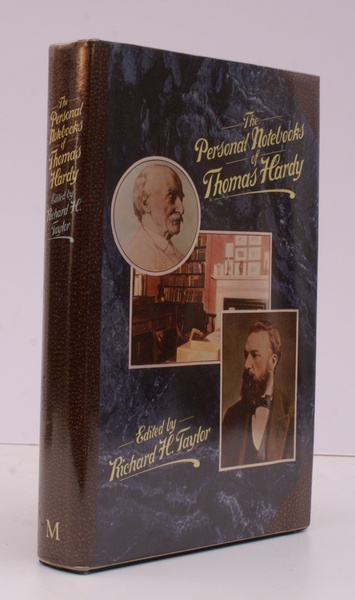 The
Personal Notebooks
of
Thomas Hardy
Edited by
Richard H. Taylor
The
Personal
Notebooks
of
Thomas
Hardy
Edited by
Richard H.
Taylor
M